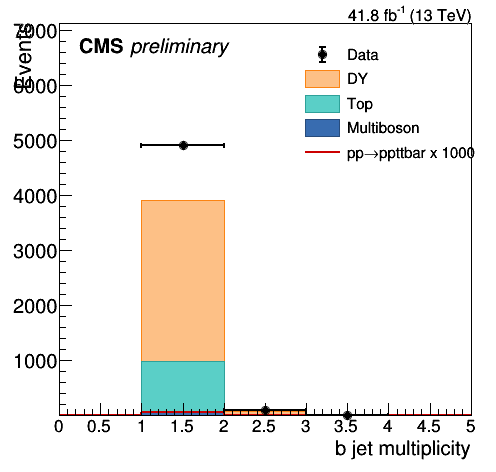 41.8 fb⁻¹ (13 TeV)
CMS preliminary
Events
Data
DY
Top
Multiboson
pp→ppttbar x 1000
7000
6000
5000
4000
3000
2000
1000
0 0.5 1 1.5 2 2.5 3 3.5 4 4.5 5
b jet multiplicity